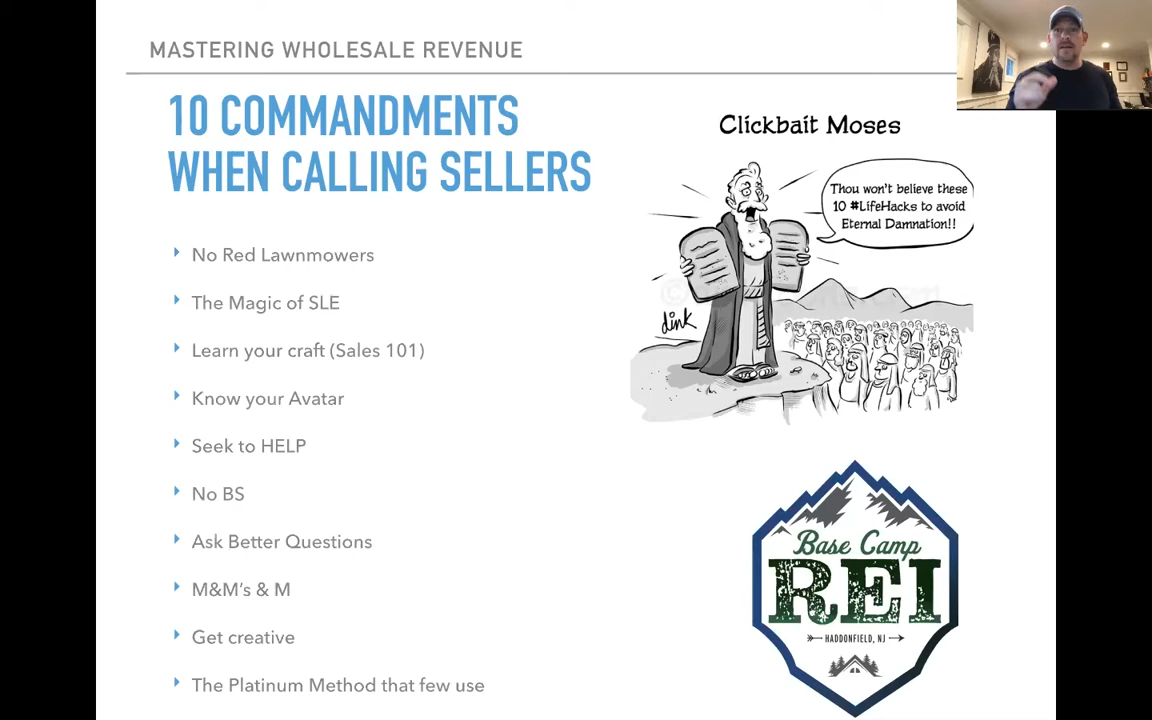 MASTERING WHOLESALE REVENUE
10 COMMANDMENTS
WHEN CALLING SELLERS
No Red Lawnmowers
The Magic of SLE
Learn your craft (Sales 101)
Know your Avatar
Seek to HELP
No BS
Ask Better Questions
M&M's & M
Get creative
The Platinum Method that few use
Clickbait Moses
Thou won't believe these
10 #LifeHacks to avoid
Eternal Damnation!!
dink
Base Camp
REI
HADDONFIELD, NJ